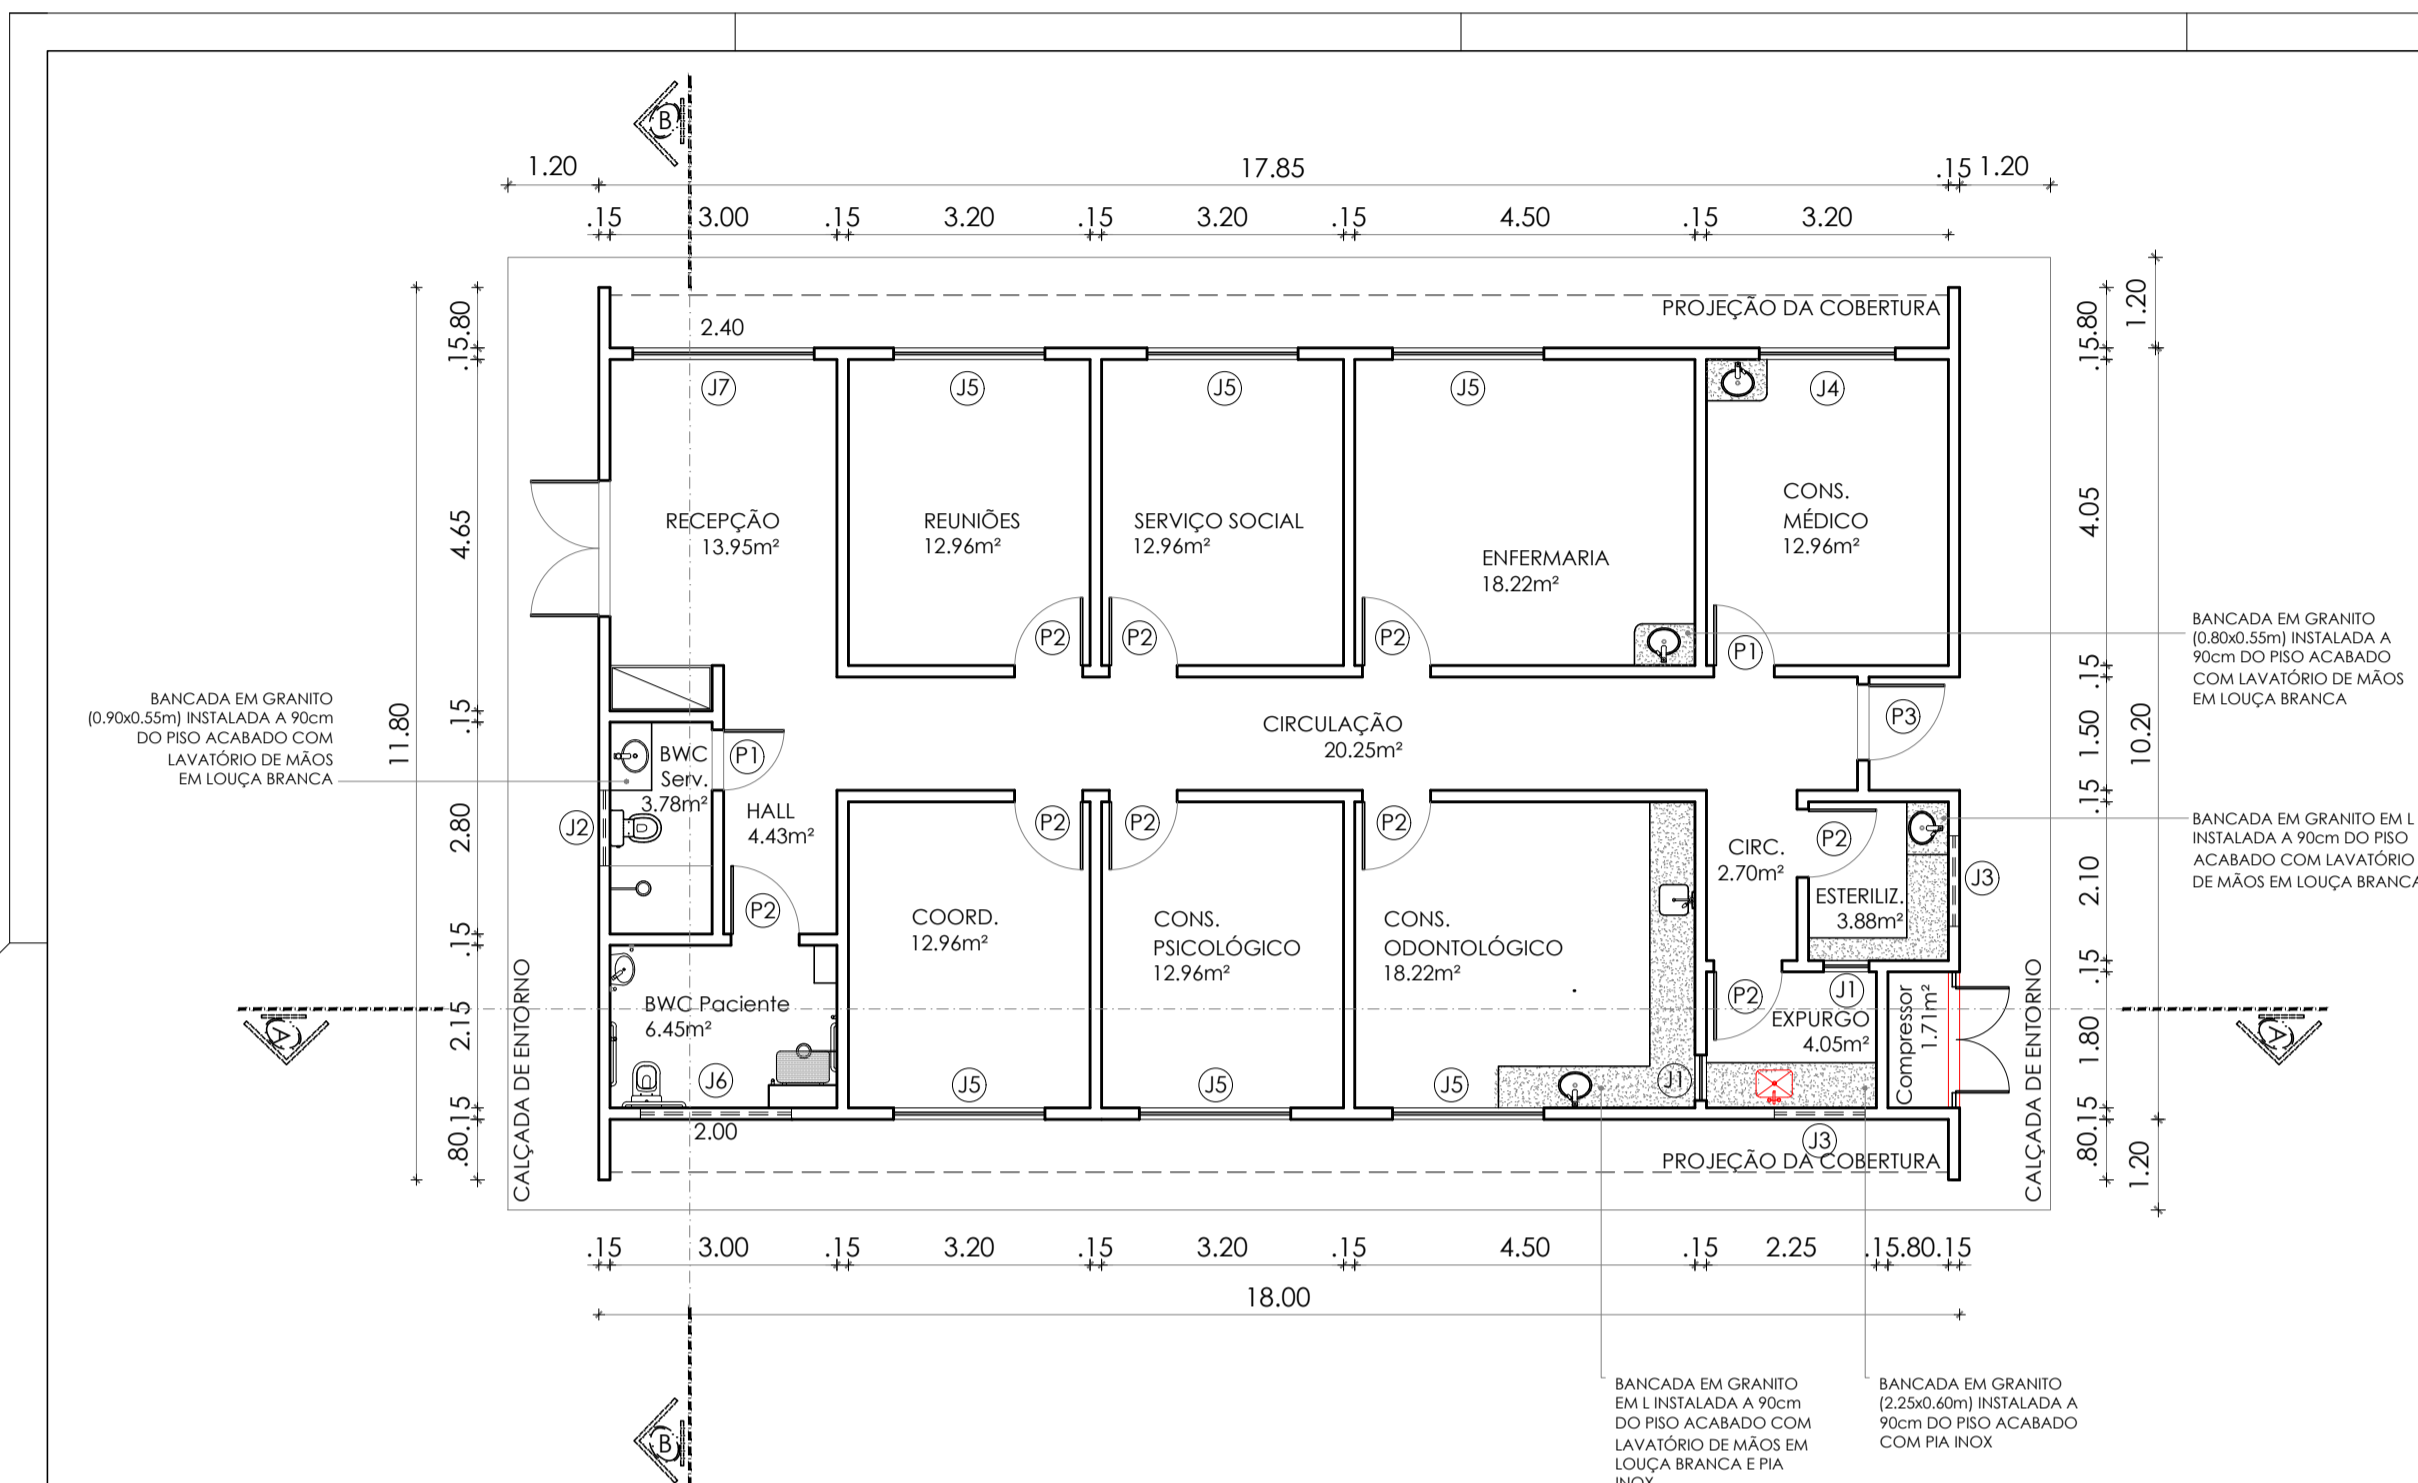 B
1.20
17.85
.15
1.20
.15
3.00
.15
3.20
.15
3.20
.15
4.50
.15
3.20
PROJEÇÃO DA COBERTURA
2.40
J7
J5
J5
J5
J4
.80
.15
4.65
.15
2.80
.15
2.15
.15
.80
11.80
.80
.15
4.05
.15
1.50
.15
2.10
.15
1.80
.15
.80
1.20
10.20
1.20
RECEPÇÃO
13.95m²
REUNIÕES
12.96m²
SERVIÇO SOCIAL
12.96m²
ENFERMARIA
18.22m²
CONS.
MÉDICO
12.96m²
P2
P2
P2
P1
BANCADA EM GRANITO
(0.80x0.55m) INSTALADA A
90cm DO PISO ACABADO
COM LAVATÓRIO DE MÃOS
EM LOUÇA BRANCA
BANCADA EM GRANITO
(0.90x0.55m) INSTALADA A 90cm
DO PISO ACABADO COM
LAVATÓRIO DE MÃOS
EM LOUÇA BRANCA
CIRCULAÇÃO
20.25m²
P3
BWC
Serv.
3.78m²
P1
J2
HALL
4.43m²
P2
P2
P2
P2
CIRC.
2.70m²
P2
ESTERILIZ.
3.88m²
J3
BANCADA EM GRANITO EM L
INSTALADA A 90cm DO PISO
ACABADO COM LAVATÓRIO
DE MÃOS EM LOUÇA BRANCA
COORD.
12.96m²
CONS.
PSICOLÓGICO
12.96m²
CONS.
ODONTOLÓGICO
18.22m²
BWC Paciente
6.45m²
P2
J1
EXPURGO
4.05m²
Compressor
1.71m²
J6
J5
J5
J5
J1
J3
2.00
PROJEÇÃO DA COBERTURA
CALÇADA DE ENTORNO
CALÇADA DE ENTORNO
A
A
.15
3.00
.15
3.20
.15
3.20
.15
4.50
.15
2.25
.15
.80
.15
18.00
B
BANCADA EM GRANITO
EM L INSTALADA A 90cm
DO PISO ACABADO COM
LAVATÓRIO DE MÃOS EM
LOUÇA BRANCA E PIA
INOX
BANCADA EM GRANITO
(2.25x0.60m) INSTALADA A
90cm DO PISO ACABADO
COM PIA INOX